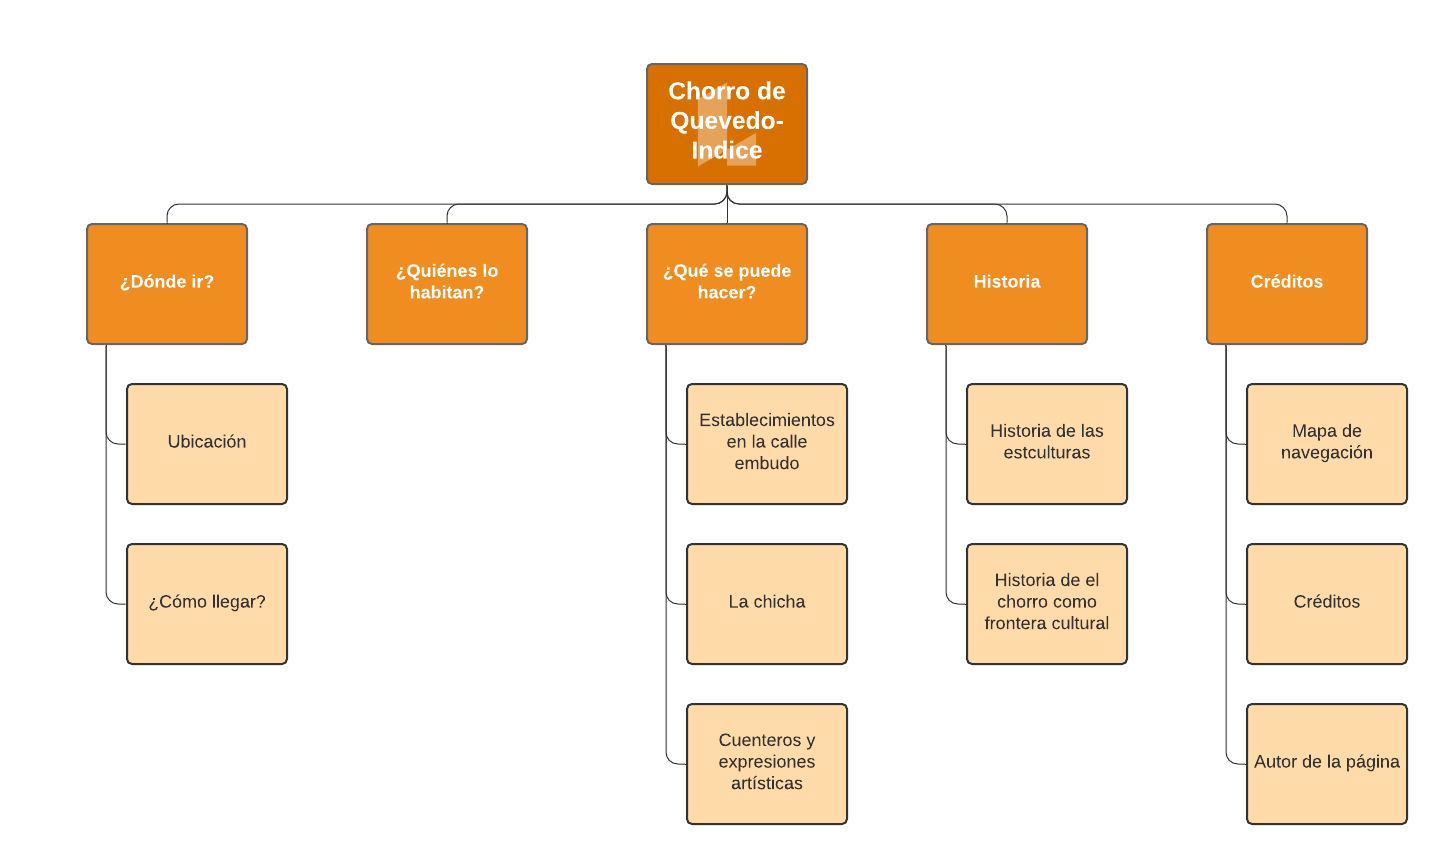 Chorro de
Quevedo-
Indice
¿Dónde ir?
¿Quiénes lo
habitan?
¿Qué se puede
hacer?
Historia
Créditos
Ubicación
¿Cómo llegar?
Establecimientos
en la calle
embudo
La chicha
Cuenteros y
expresiones
artísticas
Historia de las
estculturas
Historia de el
chorro como
frontera cultural
Mapa de
navegación
Créditos
Autor de la página